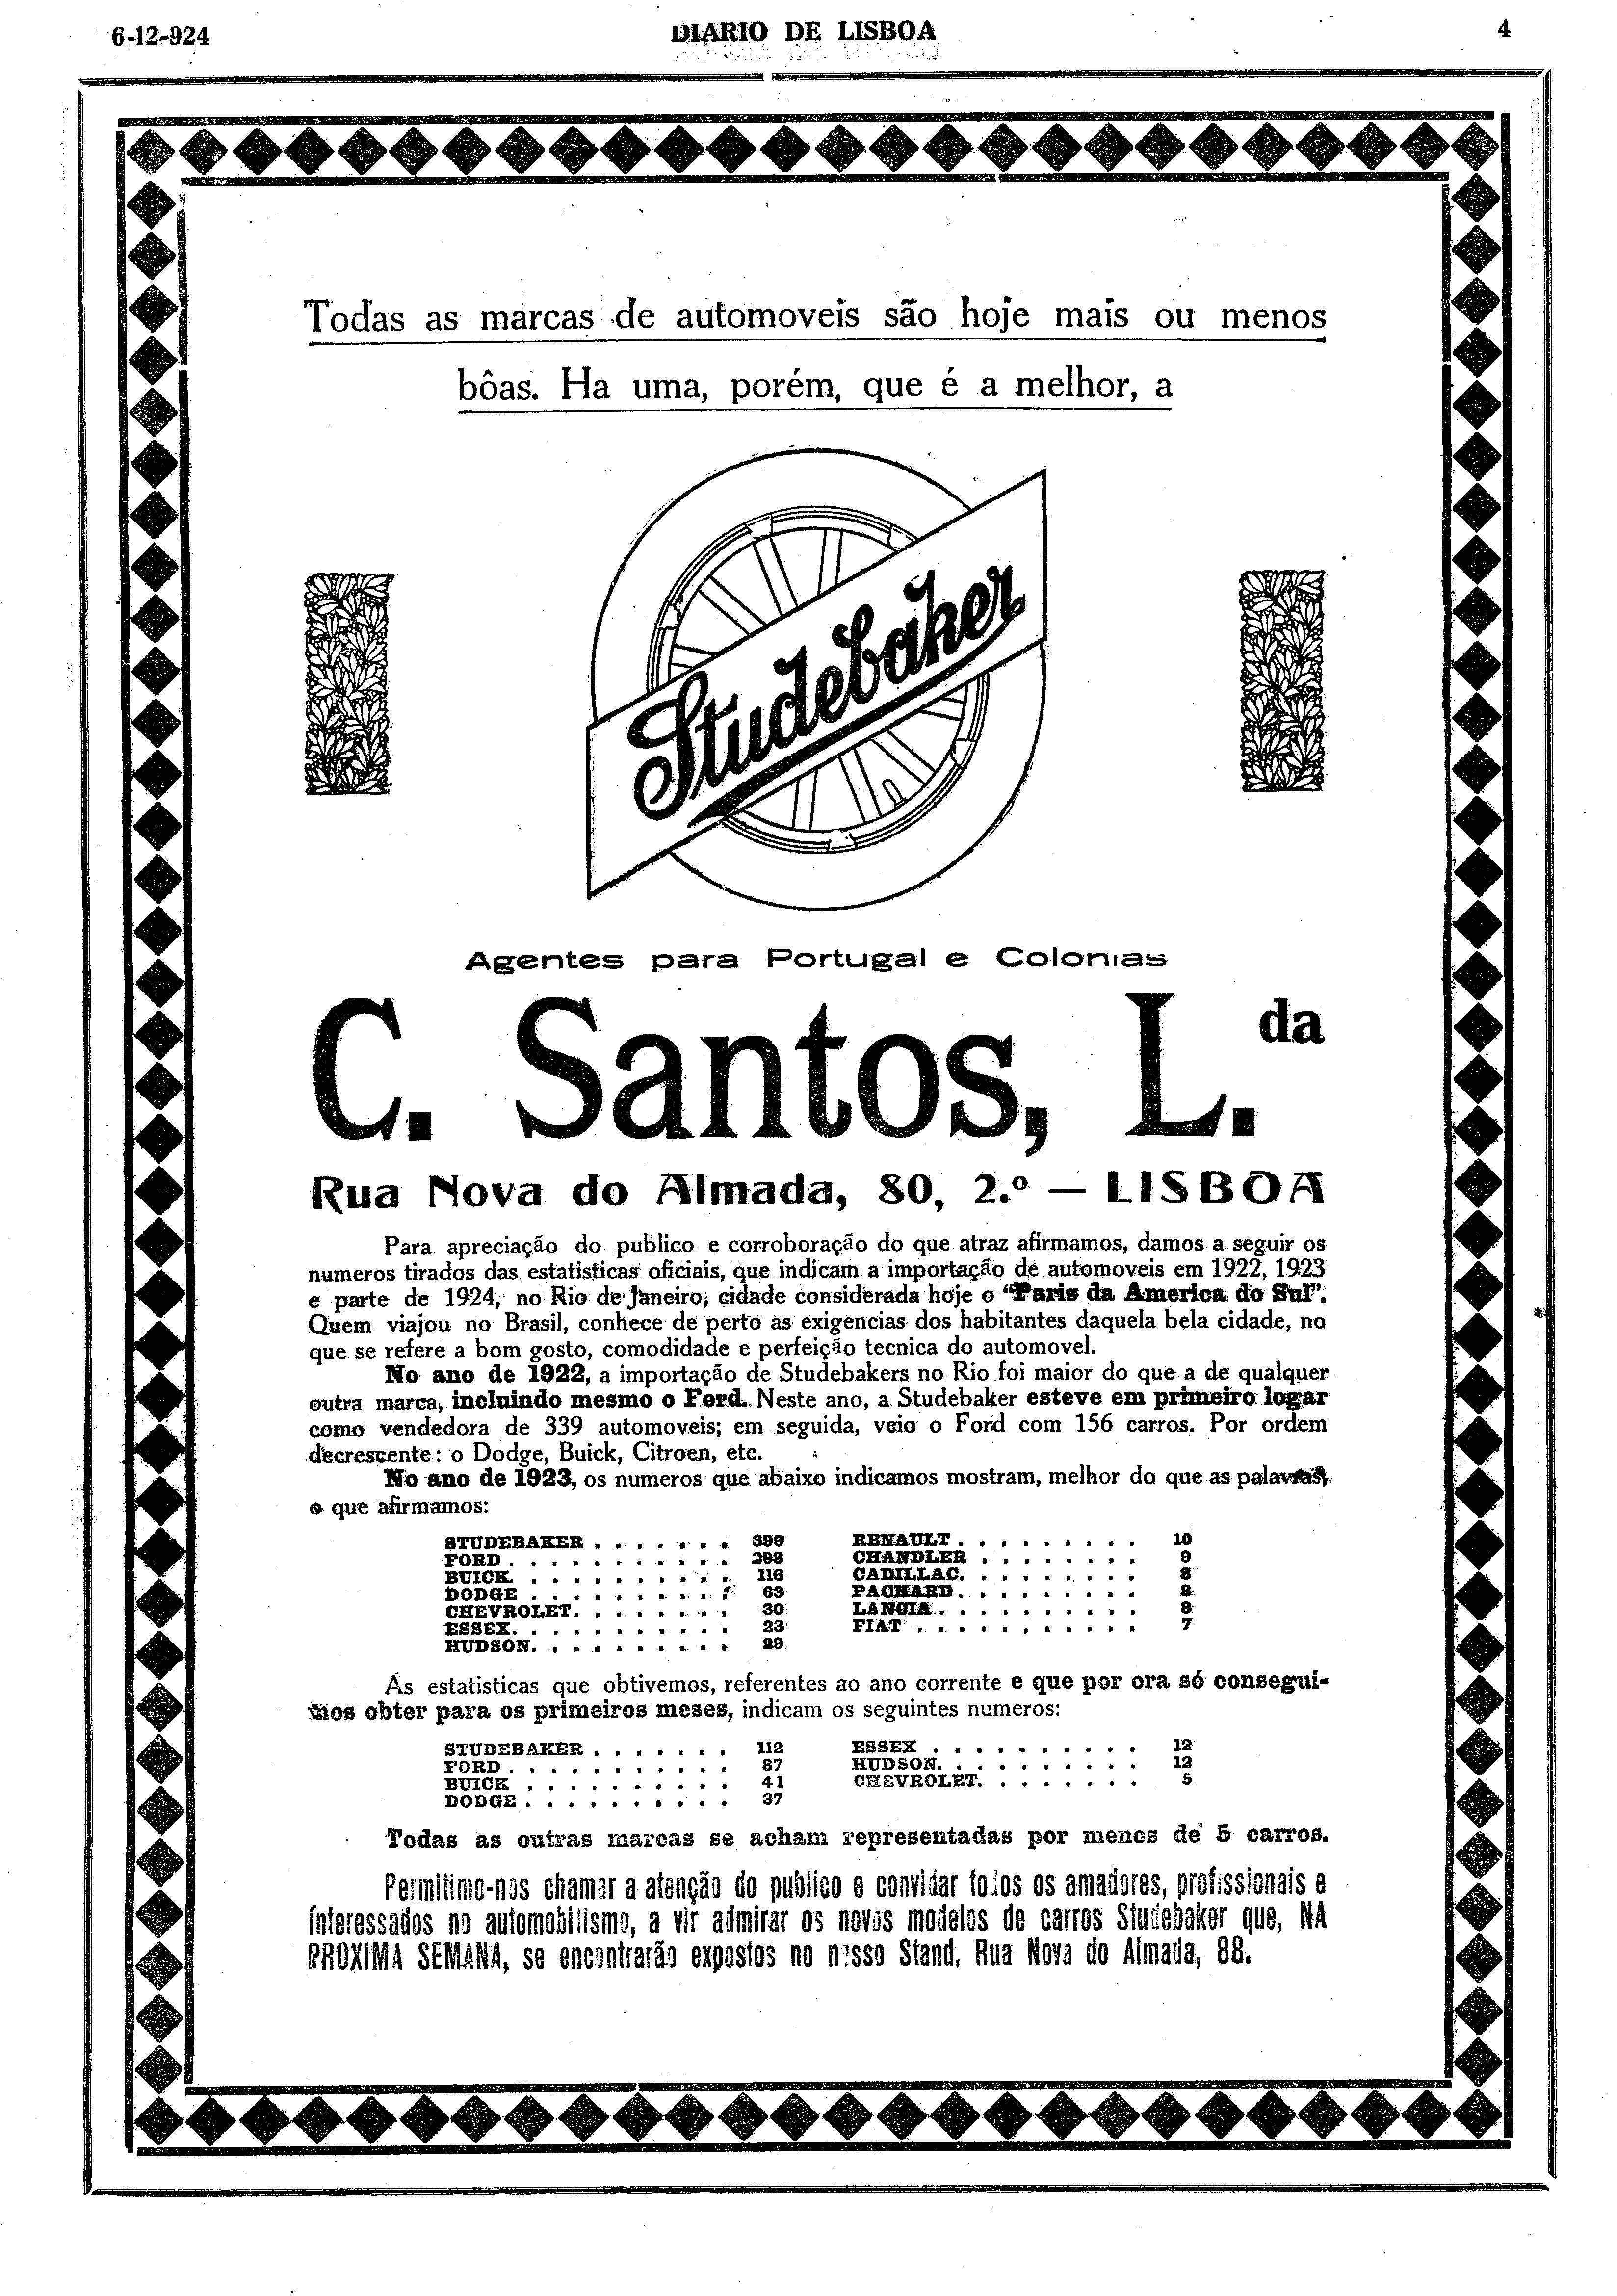 6-12-924
DIARIO DE LISBOA
4
Todas as marcas de automoveis são hoje mais ou menos
bôas. Ha uma, porém, que é a melhor, a
Studebaker
Agentes para Portugal e Colonias
C. Santos, L.da
Rua Nova do Almada, 80, 2.º — LISBOA
Para apreciação do publico e corroboração do que atraz afirmamos, damos a seguir os
numeros tirados das estatisticas oficiais, que indicam a importação de automoveis em 1922, 1923
e parte de 1924, no Rio de Janeiro, cidade considerada hoje o "Paris da America do Sul".
Quem viajou no Brasil, conhece de perto as exigencias dos habitantes daquela bela cidade, no
que se refere a bom gosto, comodidade e perfeição tecnica do automovel.
No ano de 1922, a importação de Studebakers no Rio foi maior do que a de qualquer
outra marca, incluindo mesmo o Ford. Neste ano, a Studebaker esteve em primeiro logar
como vendedora de 339 automoveis; em seguida, veio o Ford com 156 carros. Por ordem
decrescente: o Dodge, Buick, Citroen, etc.
No ano de 1923, os numeros que abaixo indicamos mostram, melhor do que as palavras,
o que afirmamos:
STUDEBAKER . . . . . . . 399
FORD . . . . . . . . . . . 398
BUICK. . . . . . . . . . . 116
DODGE . . . . . . . . . . 63
CHEVROLET. . . . . . . . 30
ESSEX. . . . . . . . . . . 23
HUDSON. . . . . . . . . . 29
RENAULT . . . . . . . . . 10
CHANDLER . . . . . . . . 9
CADILLAC. . . . . . . . . 8
PACKARD. . . . . . . . . 8
LANCIA. . . . . . . . . . 8
FIAT . . . . . . . . . . . 7
As estatisticas que obtivemos, referentes ao ano corrente e que por ora só consegui-
mos obter para os primeiros meses, indicam os seguintes numeros:
STUDEBAKER . . . . . . . 112
FORD . . . . . . . . . . . 87
BUICK . . . . . . . . . . 41
DODGE . . . . . . . . . . 37
ESSEX . . . . . . . . . . 12
HUDSON. . . . . . . . . . 12
CHEVROLET. . . . . . . . 5
Todas as outras marcas se acham representadas por menos de 5 carros.
Permitimo-nos chamar a atenção do publico e convidar todos os amadores, profissionais e
interessados no automobilismo, a vir admirar os novos modelos de carros Studebaker que, NA
PROXIMA SEMANA, se encontrarão expostos no nosso Stand, Rua Nova do Almada, 88.